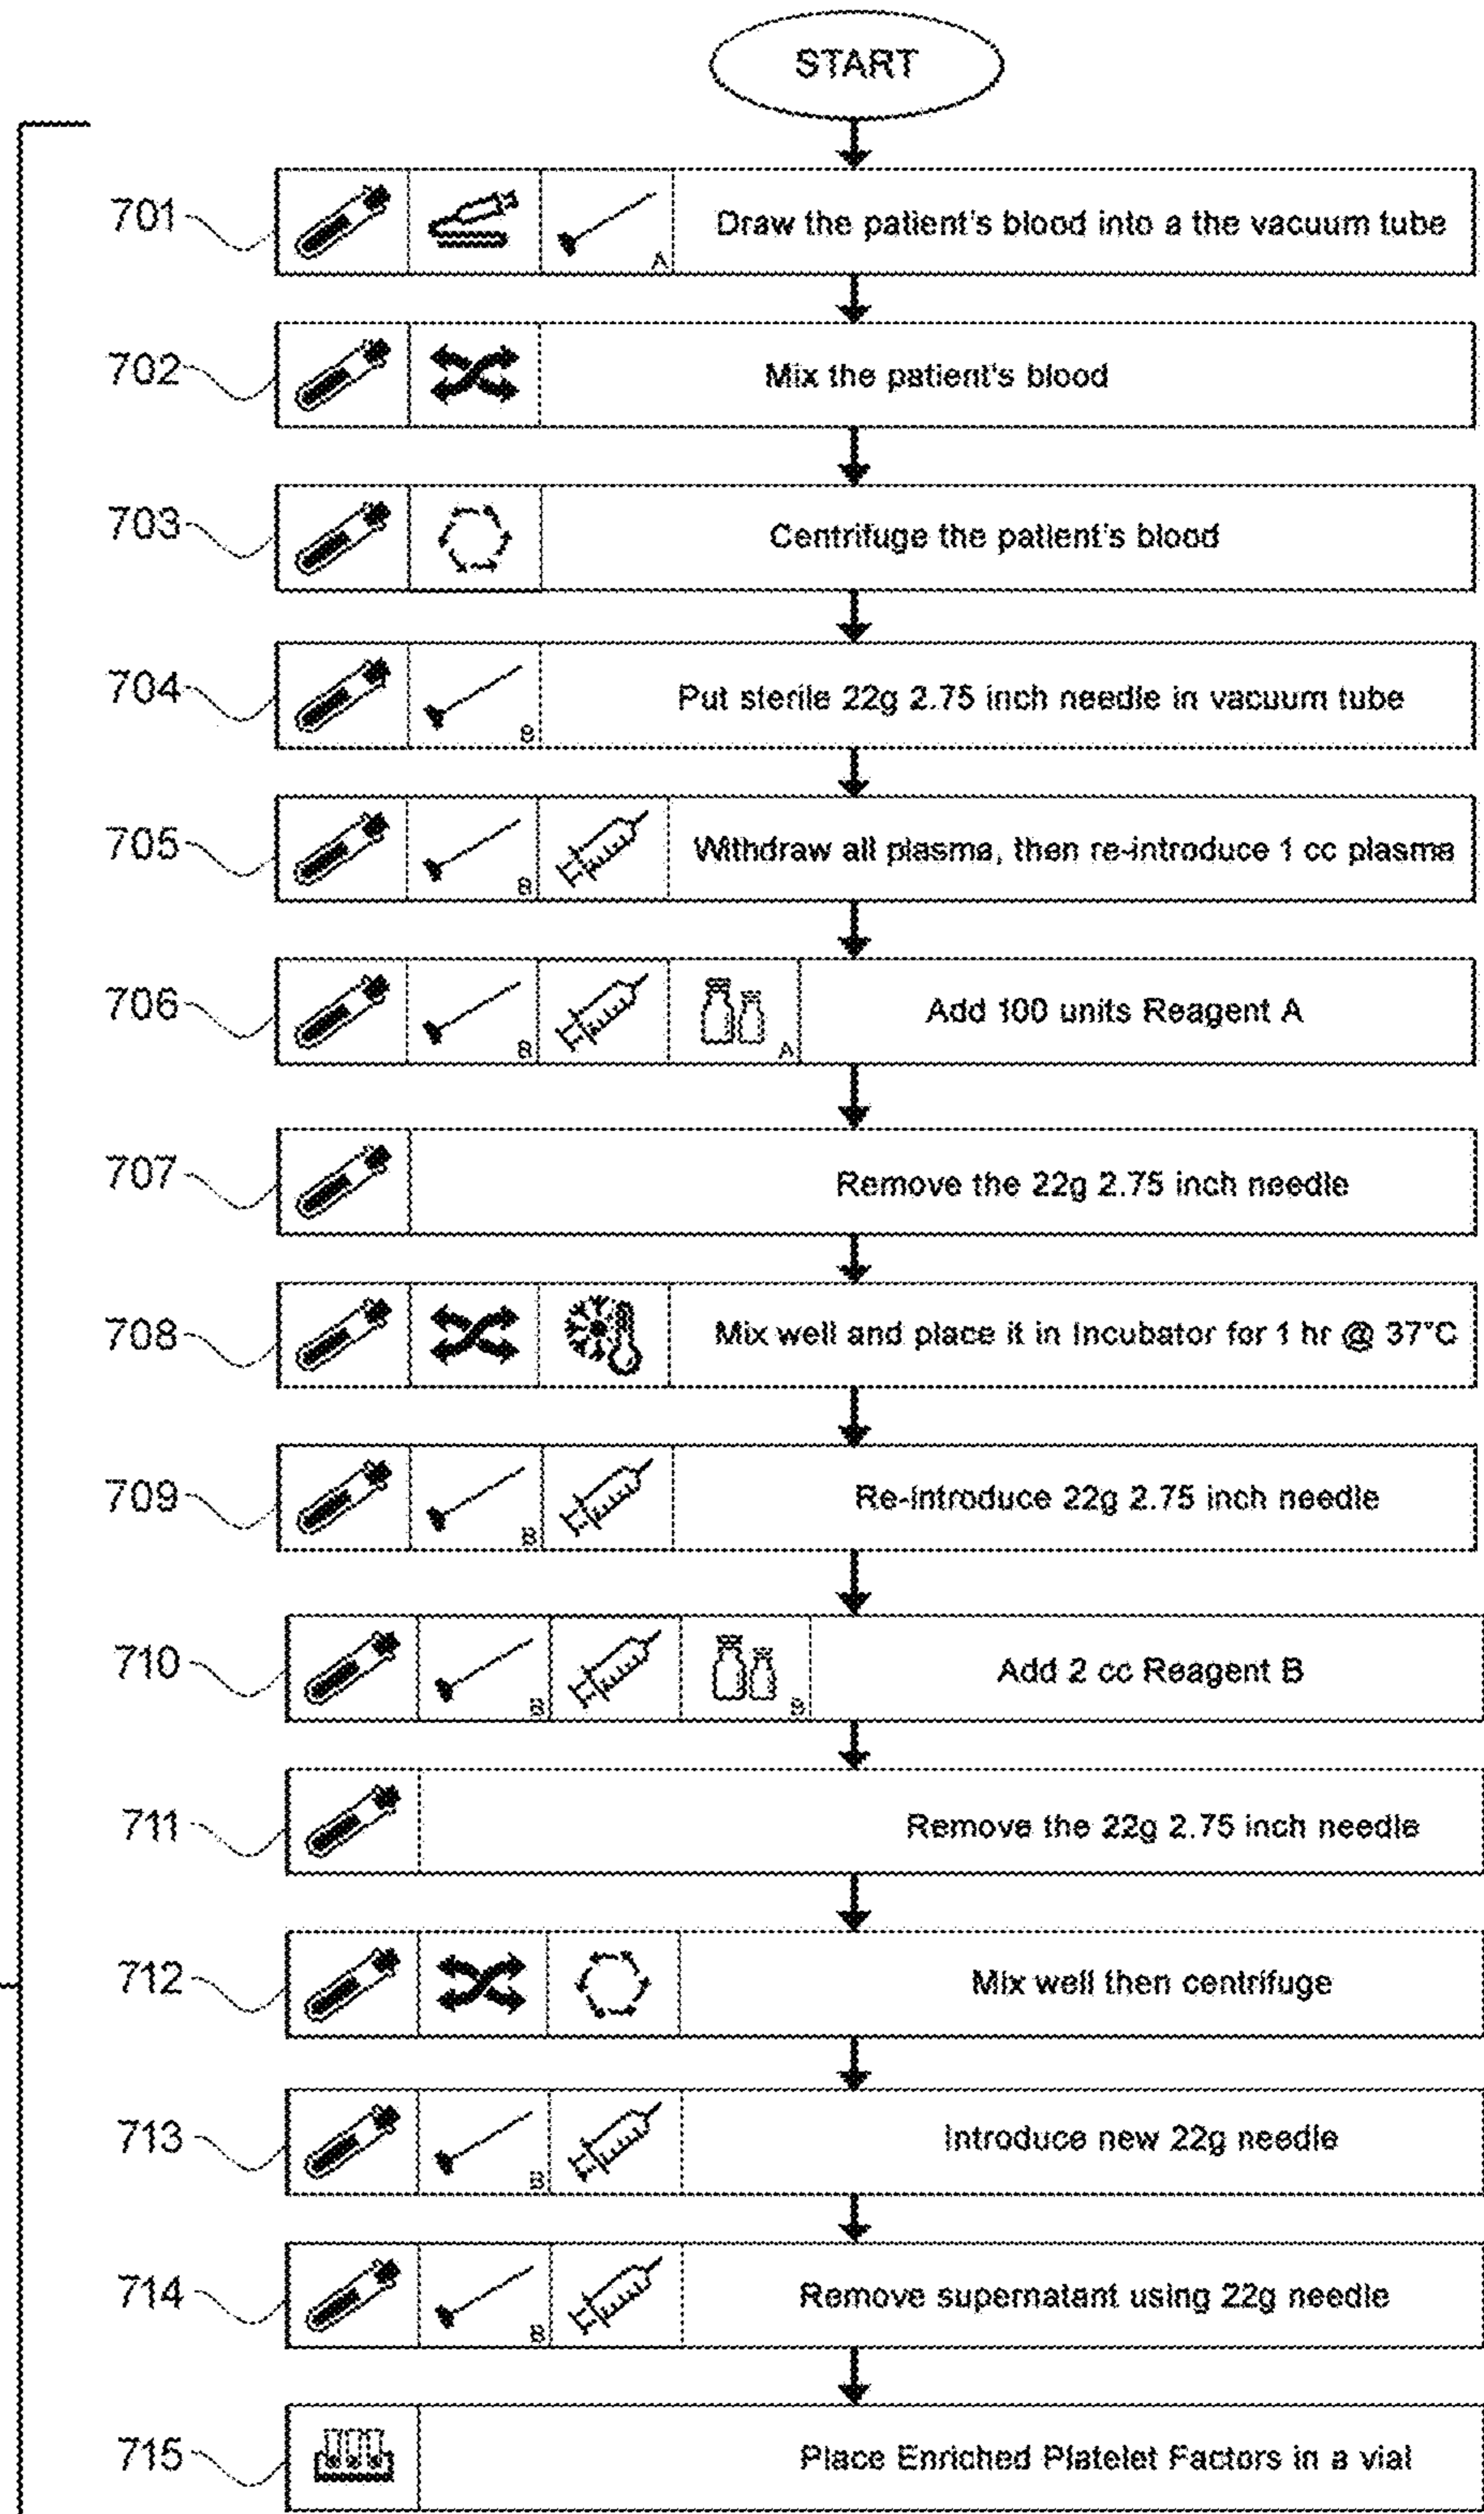 START
701 A Draw the patient's blood into a the vacuum tube
702 Mix the patient's blood
703 Centrifuge the patient's blood
704 B Put sterile 22g 2.75 inch needle in vacuum tube
705 B Withdraw all plasma, then re-introduce 1 cc plasma
706 B A Add 100 units Reagent A
707 Remove the 22g 2.75 inch needle
708 Mix well and place it in Incubator for 1 hr @ 37°C
709 B Re-introduce 22g 2.75 inch needle
710 B B Add 2 cc Reagent B
711 Remove the 22g 2.75 inch needle
712 Mix well then centrifuge
713 B Introduce new 22g needle
714 B Remove supernatant using 22g needle
715 Place Enriched Platelet Factors in a vial